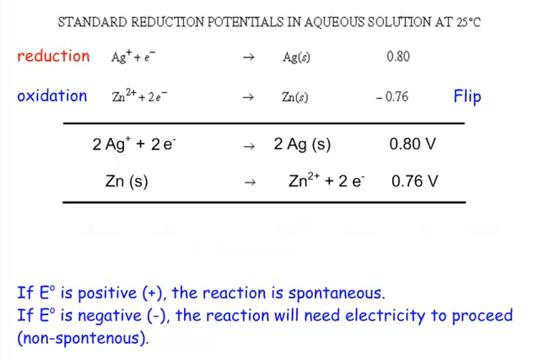 STANDARD REDUCTION POTENTIALS IN AQUEOUS SOLUTION AT 25°C
reduction Ag⁺ + e⁻ → Ag(s) 0.80
oxidation Zn²⁺ + 2e⁻ → Zn(s) – 0.76 Flip
2 Ag⁺ + 2 e⁻ → 2 Ag (s) 0.80 V
Zn (s) → Zn²⁺ + 2 e⁻ 0.76 V
If E° is positive (+), the reaction is spontaneous.
If E° is negative (-), the reaction will need electricity to proceed
(non-spontenous).